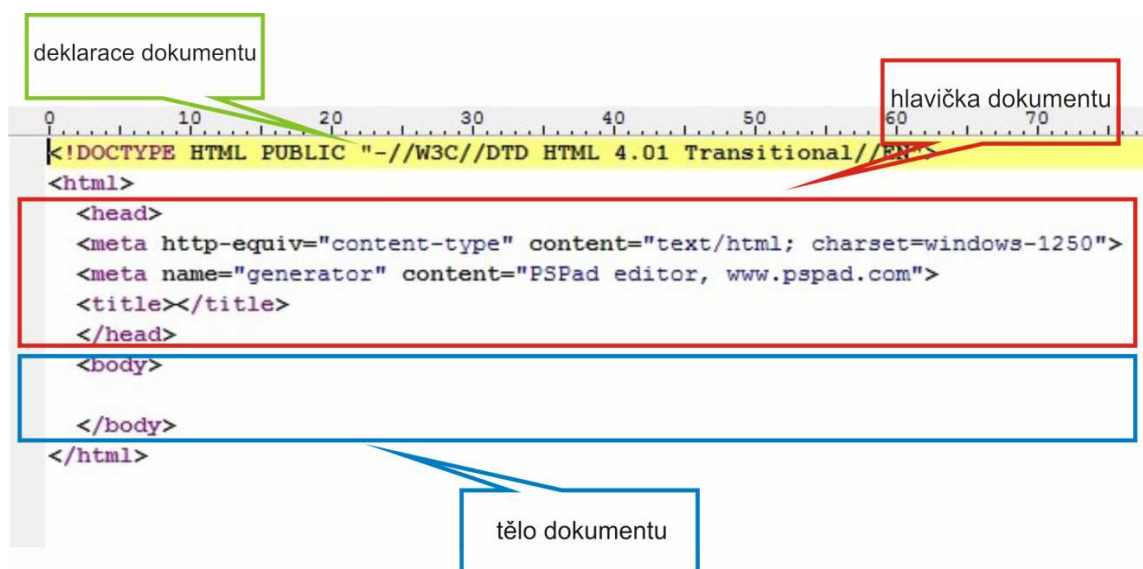 deklarace dokumentu
hlavička dokumentu
0 10 20 30 40 50 60 70
<!DOCTYPE HTML PUBLIC "-//W3C//DTD HTML 4.01 Transitional//EN">
<html>
<head>
<meta http-equiv="content-type" content="text/html; charset=windows-1250">
<meta name="generator" content="PSPad editor, www.pspad.com">
<title></title>
</head>
<body>
</body>
</html>
tělo dokumentu